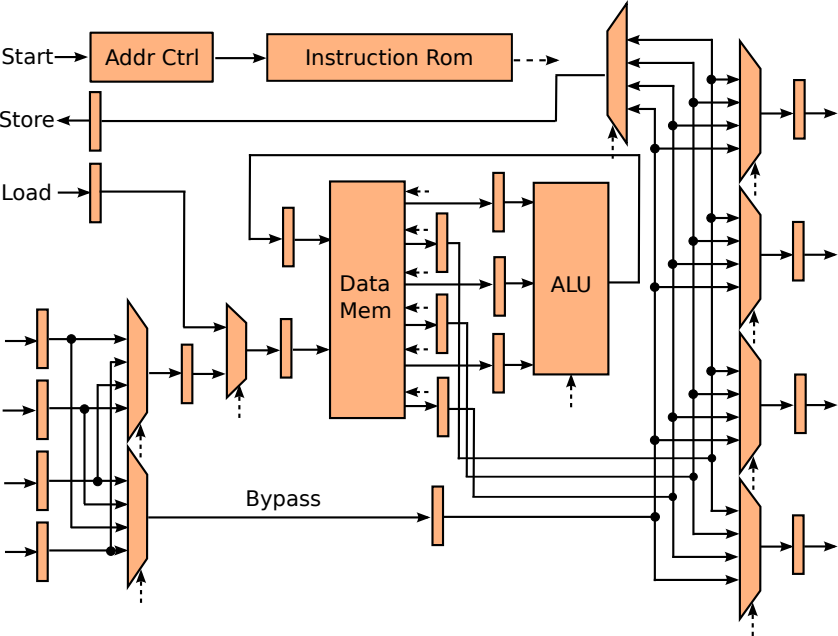 Start
Addr Ctrl
Instruction Rom
Store
Load
Data
Mem
ALU
Bypass